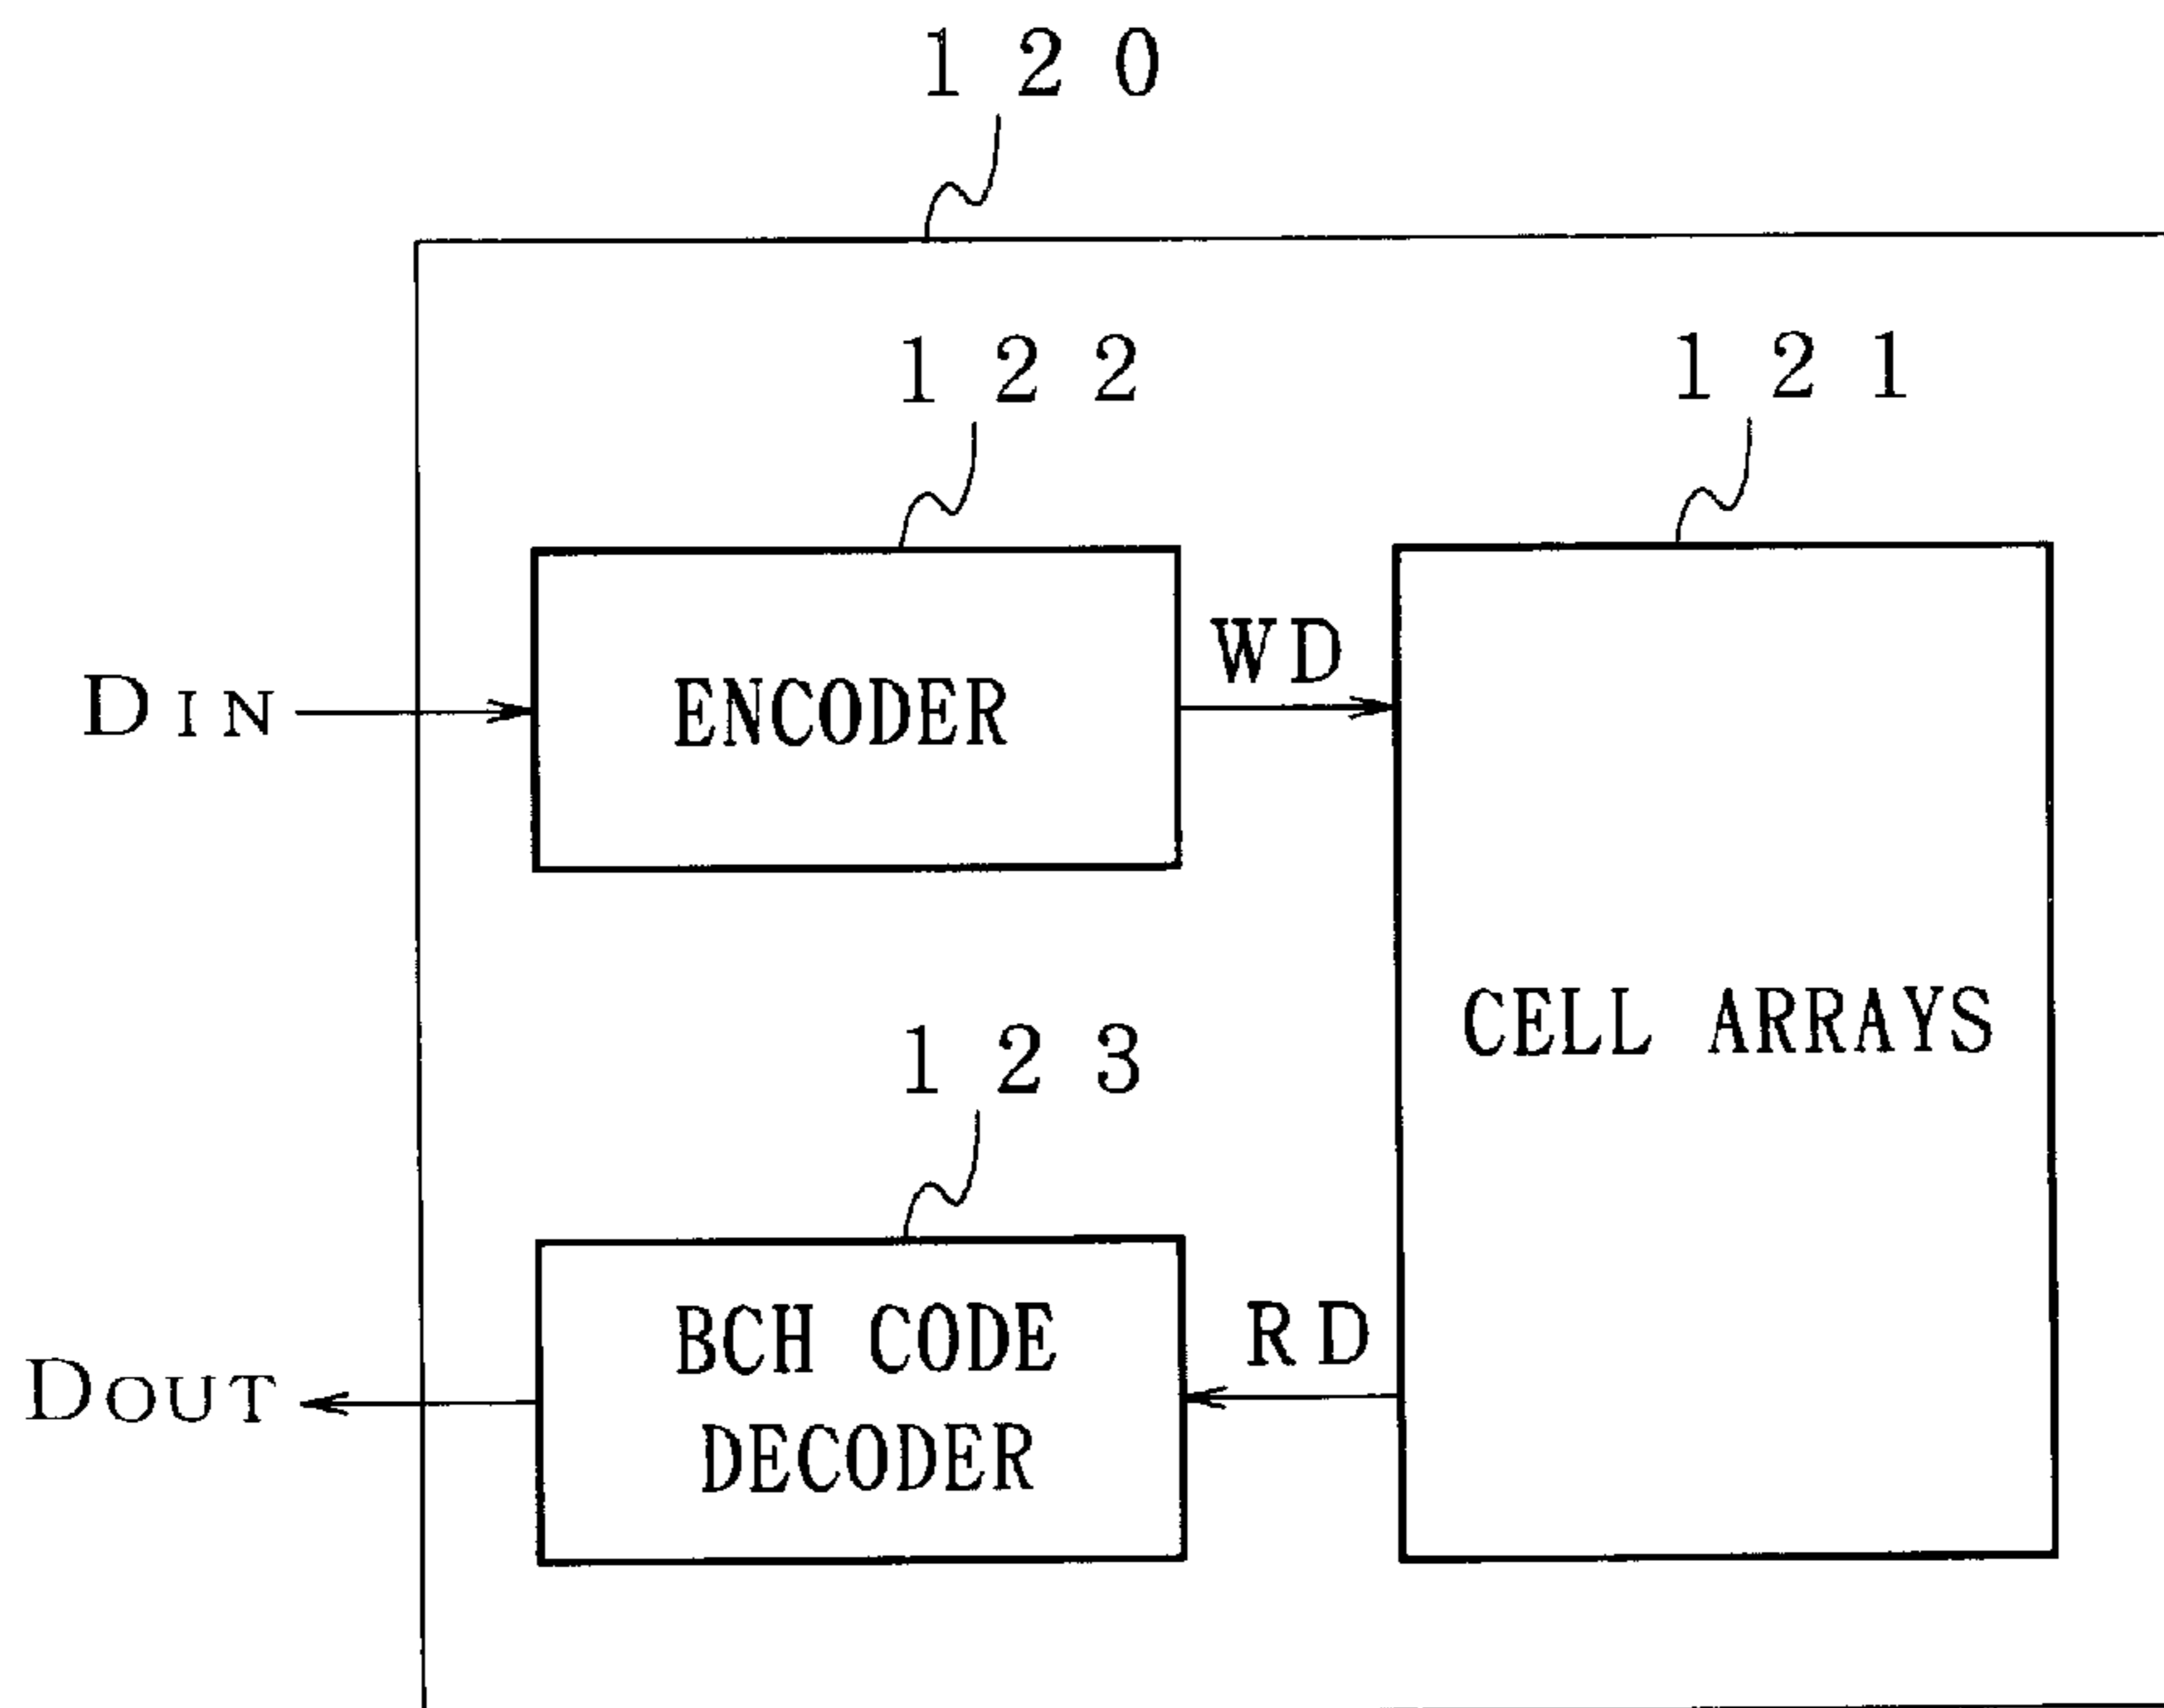 120
122
121
DIN
ENCODER
WD
CELL ARRAYS
123
DOUT
BCH CODE
DECODER
RD